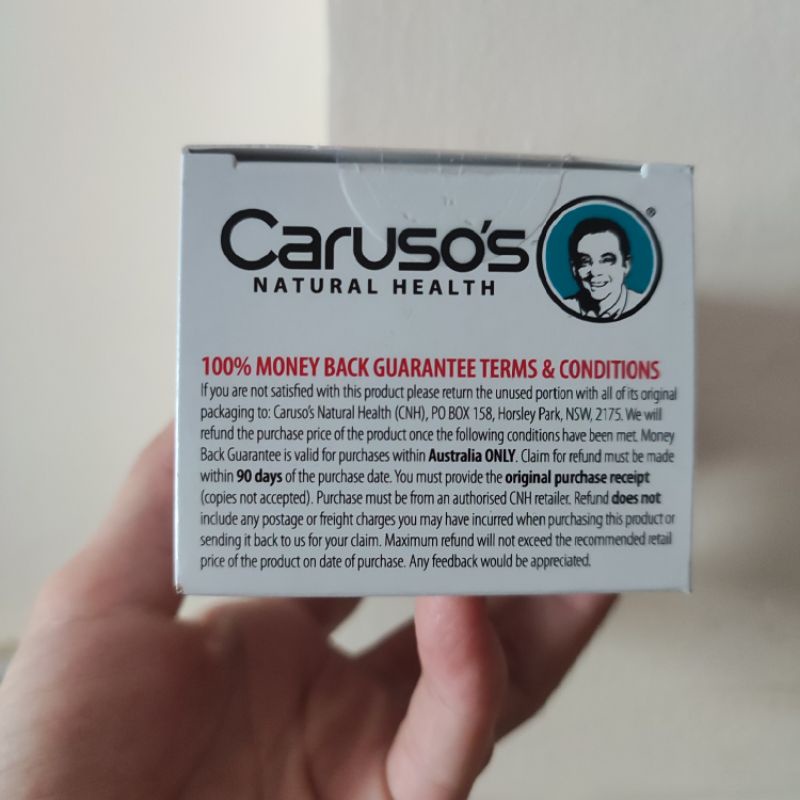 Caruso's
NATURAL HEALTH
®
100% MONEY BACK GUARANTEE TERMS & CONDITIONS
If you are not satisfied with this product please return the unused portion with all of its original
packaging to: Caruso's Natural Health (CNH), PO BOX 158, Horsley Park, NSW, 2175. We will
refund the purchase price of the product once the following conditions have been met. Money
Back Guarantee is valid for purchases within Australia ONLY. Claim for refund must be made
within 90 days of the purchase date. You must provide the original purchase receipt
(copies not accepted). Purchase must be from an authorised CNH retailer. Refund does not
include any postage or freight charges you may have incurred when purchasing this product or
sending it back to us for your claim. Maximum refund will not exceed the recommended retail
price of the product on date of purchase. Any feedback would be appreciated.